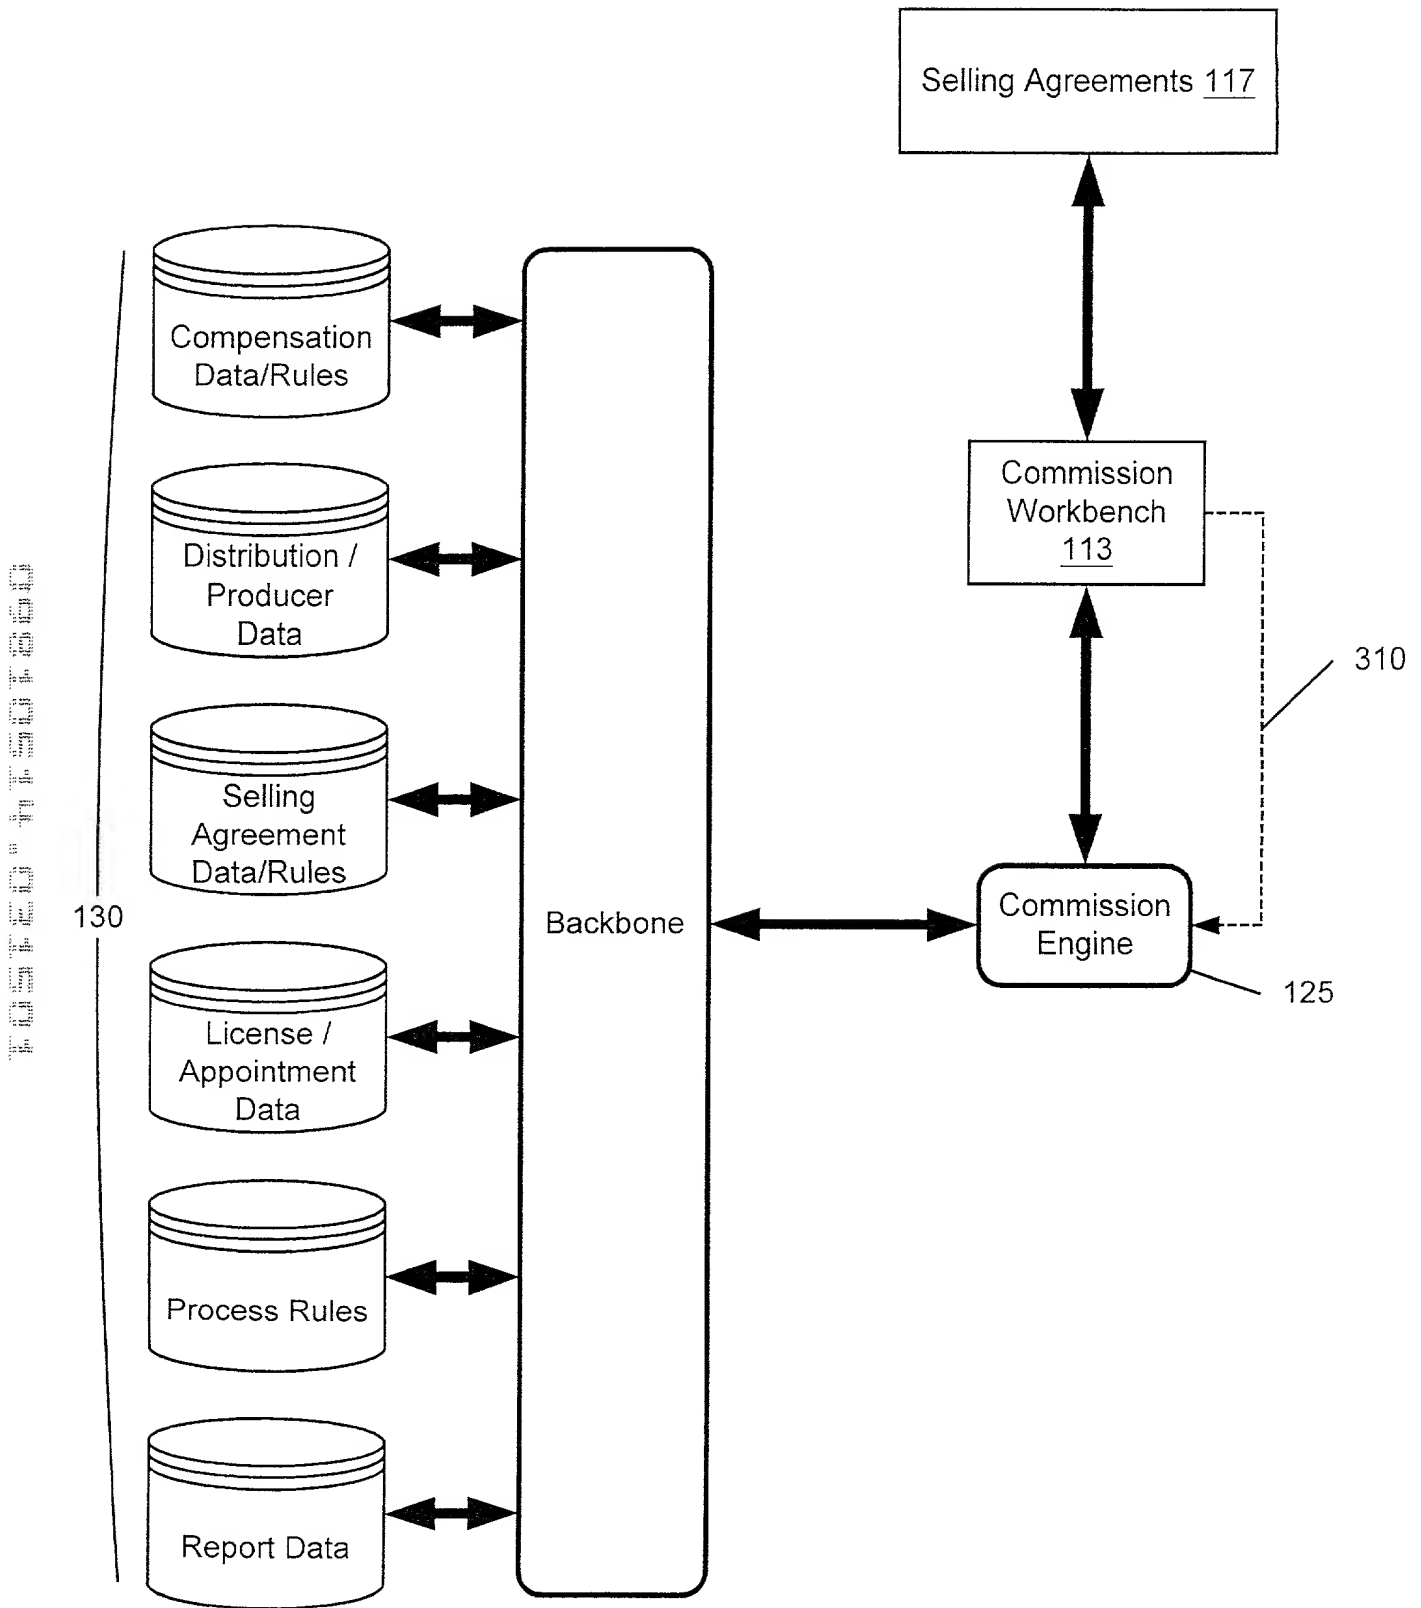 Selling Agreements 117
Compensation
Data/Rules
Distribution /
Producer
Data
Selling
Agreement
Data/Rules
License /
Appointment
Data
Process Rules
Report Data
130
Backbone
Commission
Workbench
113
310
Commission
Engine
125